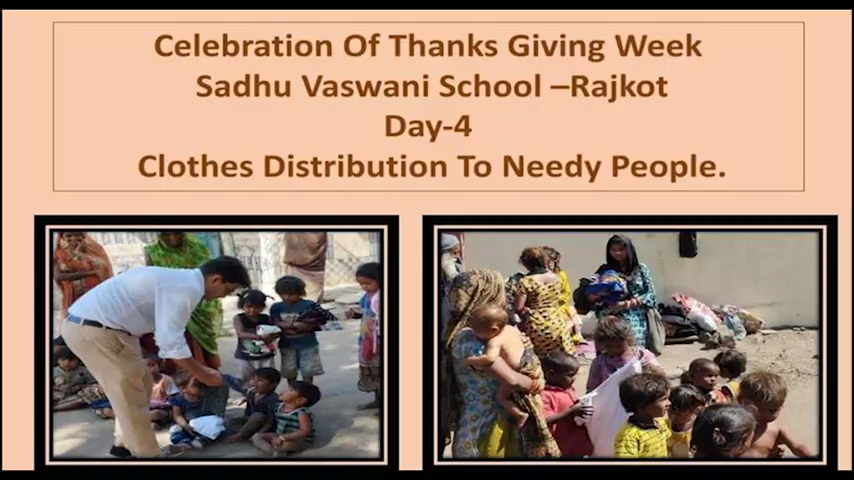 Celebration Of Thanks Giving Week
Sadhu Vaswani School –Rajkot
Day-4
Clothes Distribution To Needy People.